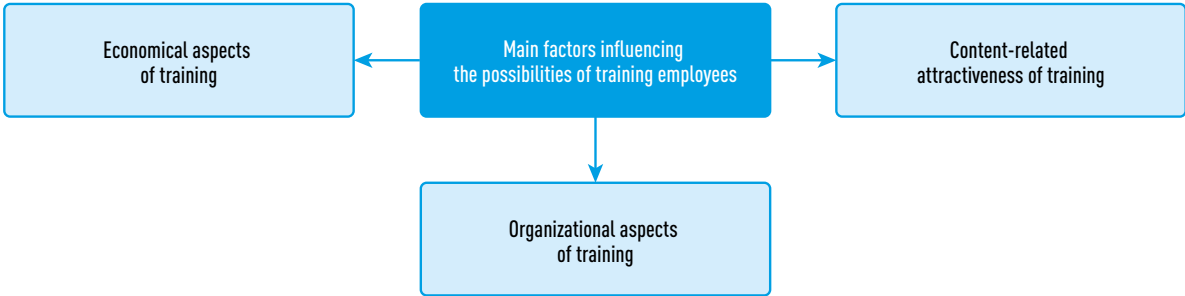 Economical aspects
of training
Main factors influencing
the possibilities of training employees
Content-related
attractiveness of training
Organizational aspects
of training